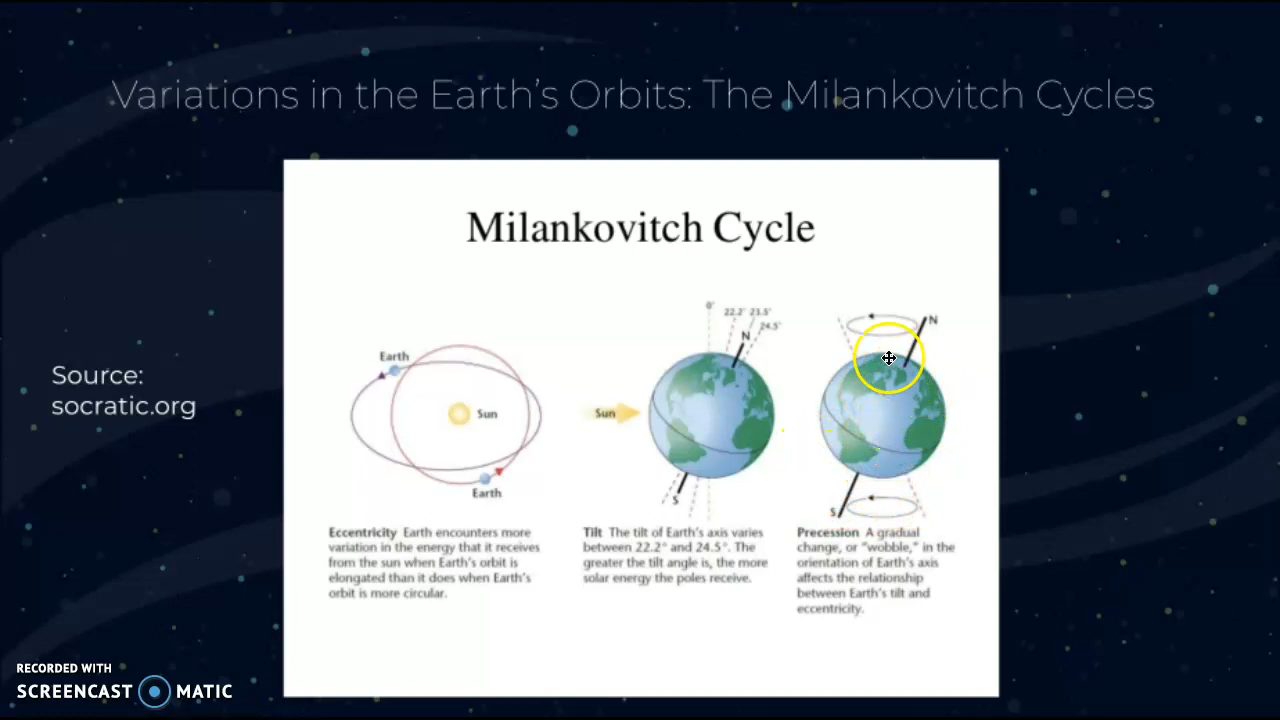 Variations in the Earth's Orbits: The Milankovitch Cycles
Milankovitch Cycle
Source:
socratic.org
Earth
Sun
Earth
0°
22.2° 23.5°
24.5°
N
Sun
S
N
S
Eccentricity Earth encounters more
variation in the energy that it receives
from the sun when Earth's orbit is
elongated than it does when Earth's
orbit is more circular.
Tilt The tilt of Earth's axis varies
between 22.2° and 24.5°. The
greater the tilt angle is, the more
solar energy the poles receive.
Precession A gradual
change, or "wobble," in the
orientation of Earth's axis
affects the relationship
between Earth's tilt and
eccentricity.
RECORDED WITH
SCREENCAST MATIC